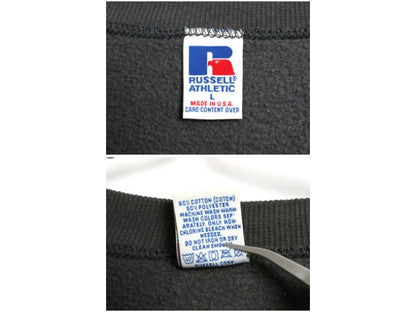 R
RUSSELL®
ATHLETIC
L
MADE IN U.S.A.
CARE CONTENT OVER
50% COTTON (COTON)
50% POLYESTER
MACHINE WASH WARM
WASH COLORS SEP-
ARATELY. ONLY NON-
CHLORINE BLEACH WHEN
NEEDED.
DO NOT IRON OR DRY
CLEAN
RUSSELL CORP